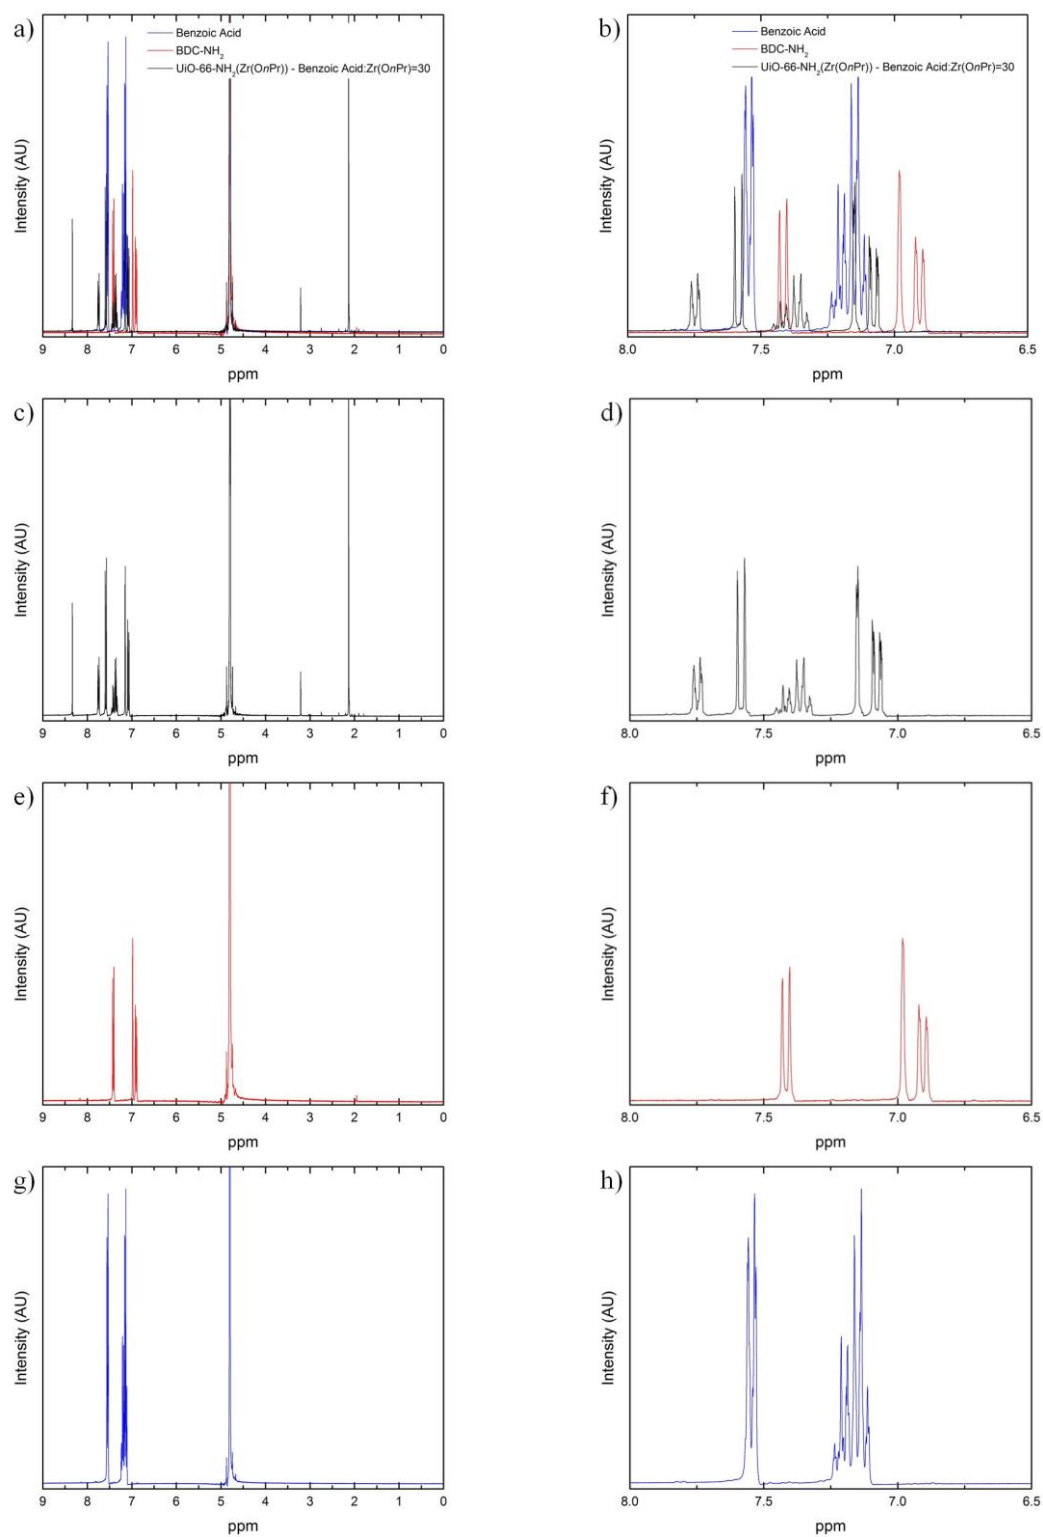 a)
Benzoic Acid
BDC-NH2
UiO-66-NH2(Zr(OnPr)) - Benzoic Acid:Zr(OnPr)=30
Intensity (AU)
9 8 7 6 5 4 3 2 1 0
ppm
b)
Benzoic Acid
BDC-NH2
UiO-66-NH2(Zr(OnPr)) - Benzoic Acid:Zr(OnPr)=30
Intensity (AU)
8.0 7.5 7.0 6.5
ppm
c)
Intensity (AU)
9 8 7 6 5 4 3 2 1 0
ppm
d)
Intensity (AU)
8.0 7.5 7.0 6.5
ppm
e)
Intensity (AU)
9 8 7 6 5 4 3 2 1 0
ppm
f)
Intensity (AU)
8.0 7.5 7.0 6.5
ppm
g)
Intensity (AU)
9 8 7 6 5 4 3 2 1 0
ppm
h)
Intensity (AU)
8.0 7.5 7.0 6.5
ppm